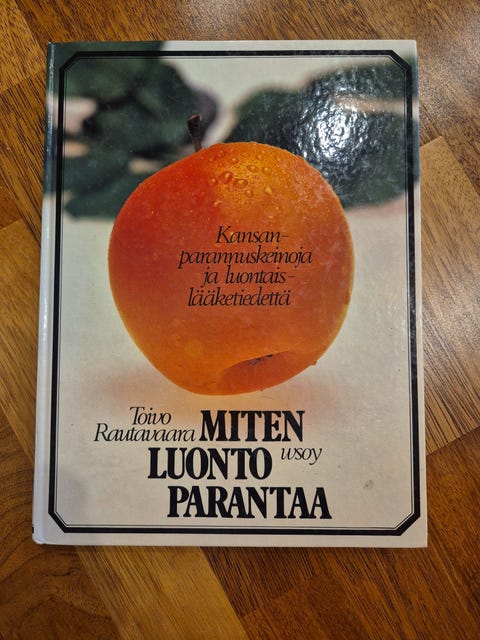 Kansan-
parannuskeinoja
ja luontais-
lääketiedettä
Toivo
Rautavaara MITEN
LUONTO wsoy
PARANTAA